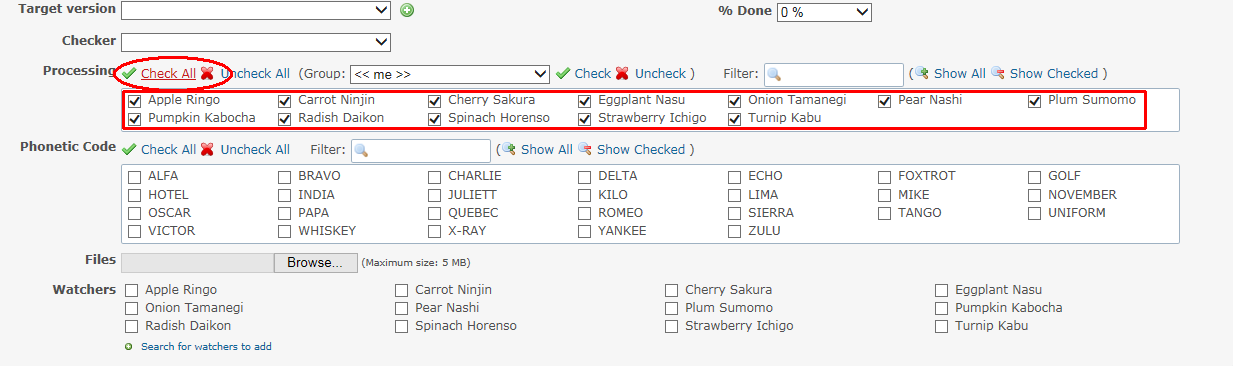 Target version % Done 0 %
Checker
Processing Check All Uncheck All (Group: << me >> Check Uncheck ) Filter: ( Show All Show Checked )
Apple Ringo Carrot Ninjin Cherry Sakura Eggplant Nasu Onion Tamanegi Pear Nashi Plum Sumomo
Pumpkin Kabocha Radish Daikon Spinach Horenso Strawberry Ichigo Turnip Kabu
Phonetic Code Check All Uncheck All Filter: ( Show All Show Checked )
ALFA BRAVO CHARLIE DELTA ECHO FOXTROT GOLF
HOTEL INDIA JULIETT KILO LIMA MIKE NOVEMBER
OSCAR PAPA QUEBEC ROMEO SIERRA TANGO UNIFORM
VICTOR WHISKEY X-RAY YANKEE ZULU
Files Browse... (Maximum size: 5 MB)
Watchers Apple Ringo Carrot Ninjin Cherry Sakura Eggplant Nasu
Onion Tamanegi Pear Nashi Plum Sumomo Pumpkin Kabocha
Radish Daikon Spinach Horenso Strawberry Ichigo Turnip Kabu
Search for watchers to add